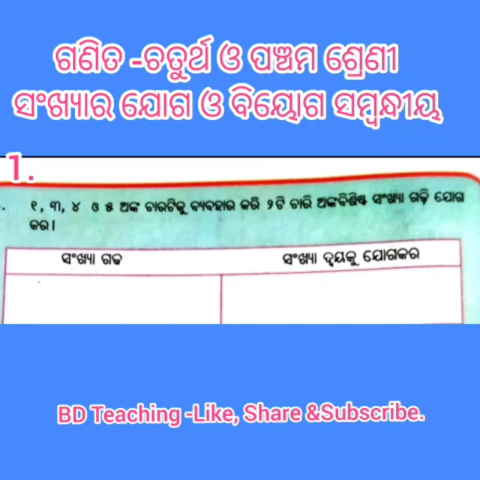 ଗଣିତ -ଚତୁର୍ଥ ଓ ପଞ୍ଚମ ଶ୍ରେଣୀ
ସଂଖ୍ୟାର ଯୋଗ ଓ ବିୟୋଗ ସମ୍ବନ୍ଧୀୟ
1.
୧, ୩, ୪ ଓ ୫ ଅଙ୍କ ଚାରଟିକୁ ବ୍ୟବହାର କରି ୨ଟି ଚାରି ଅଙ୍କବିଶିଷ୍ଟ ସଂଖ୍ୟା ଗଢ଼ି ଯୋଗ
କର।
ସଂଖ୍ୟା ଗଢ ସଂଖ୍ୟା ଦ୍ୱୟକୁ ଯୋଗକର
BD Teaching -Like, Share &Subscribe.